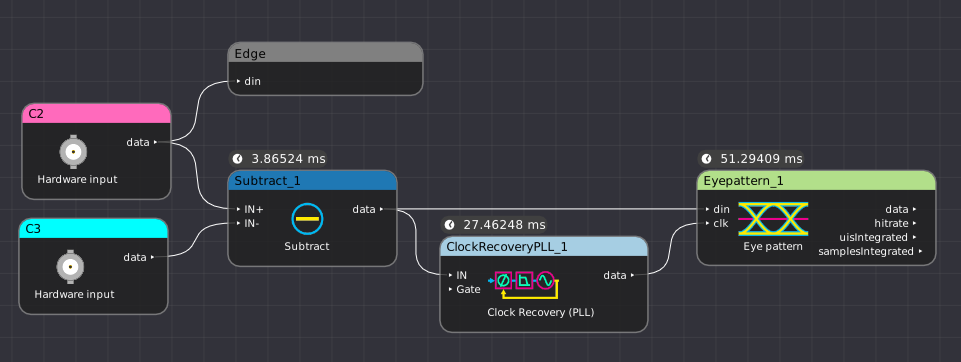 Edge
din
C2
data
Hardware input
3.86524 ms
Subtract_1
IN+
IN-
data
Subtract
C3
data
Hardware input
27.46248 ms
ClockRecoveryPLL_1
IN
Gate
data
Clock Recovery (PLL)
51.29409 ms
Eyepattern_1
din
clk
data
hitrate
uisIntegrated
samplesIntegrated
Eye pattern